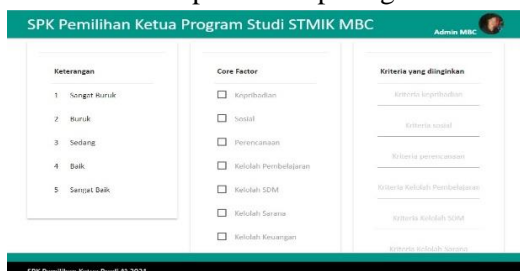 SPK Pemilihan Ketua Program Studi STMIK MBC
Admin MBC
Keterangan
1 Sangat Buruk
2 Buruk
3 Sedang
4 Baik
5 Sangat Baik
Core Factor
Kepribadian
Sosial
Perencanaan
Kelolah Pembelajaran
Kelulah SDM
Kelulah Sarana
Kelolah Keuangan
Kriteria yang diinginkan
Kriteria kepribadian
Kriteria sosial
Kriteria perencanaan
Kriteria Kelolah Pembelajaran
Kriteria Kelolah SDM
Kriteria Kelolah Sarana